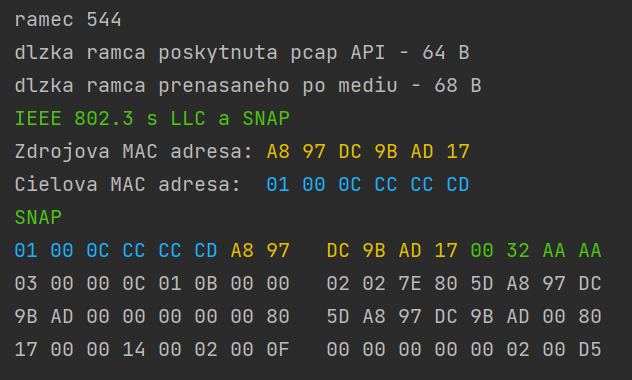 ramec 544
dlzka ramca poskytnuta pcap API - 64 B
dlzka ramca prenasaneho po mediu - 68 B
IEEE 802.3 s LLC a SNAP
Zdrojova MAC adresa: A8 97 DC 9B AD 17
Cielova MAC adresa:  01 00 0C CC CC CD
SNAP
01 00 0C CC CC CD A8 97   DC 9B AD 17 00 32 AA AA
03 00 00 0C 01 0B 00 00   02 02 7E 80 5D A8 97 DC
9B AD 00 00 00 00 00 80   5D A8 97 DC 9B AD 00 80
17 00 00 14 00 02 00 0F   00 00 00 00 00 02 00 D5